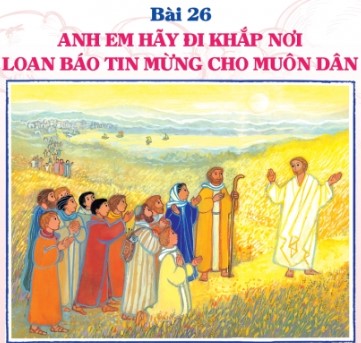 Bài 26
ANH EM HÃY ĐI KHẮP NƠI
LOAN BÁO TIN MỪNG CHO MUÔN DÂN